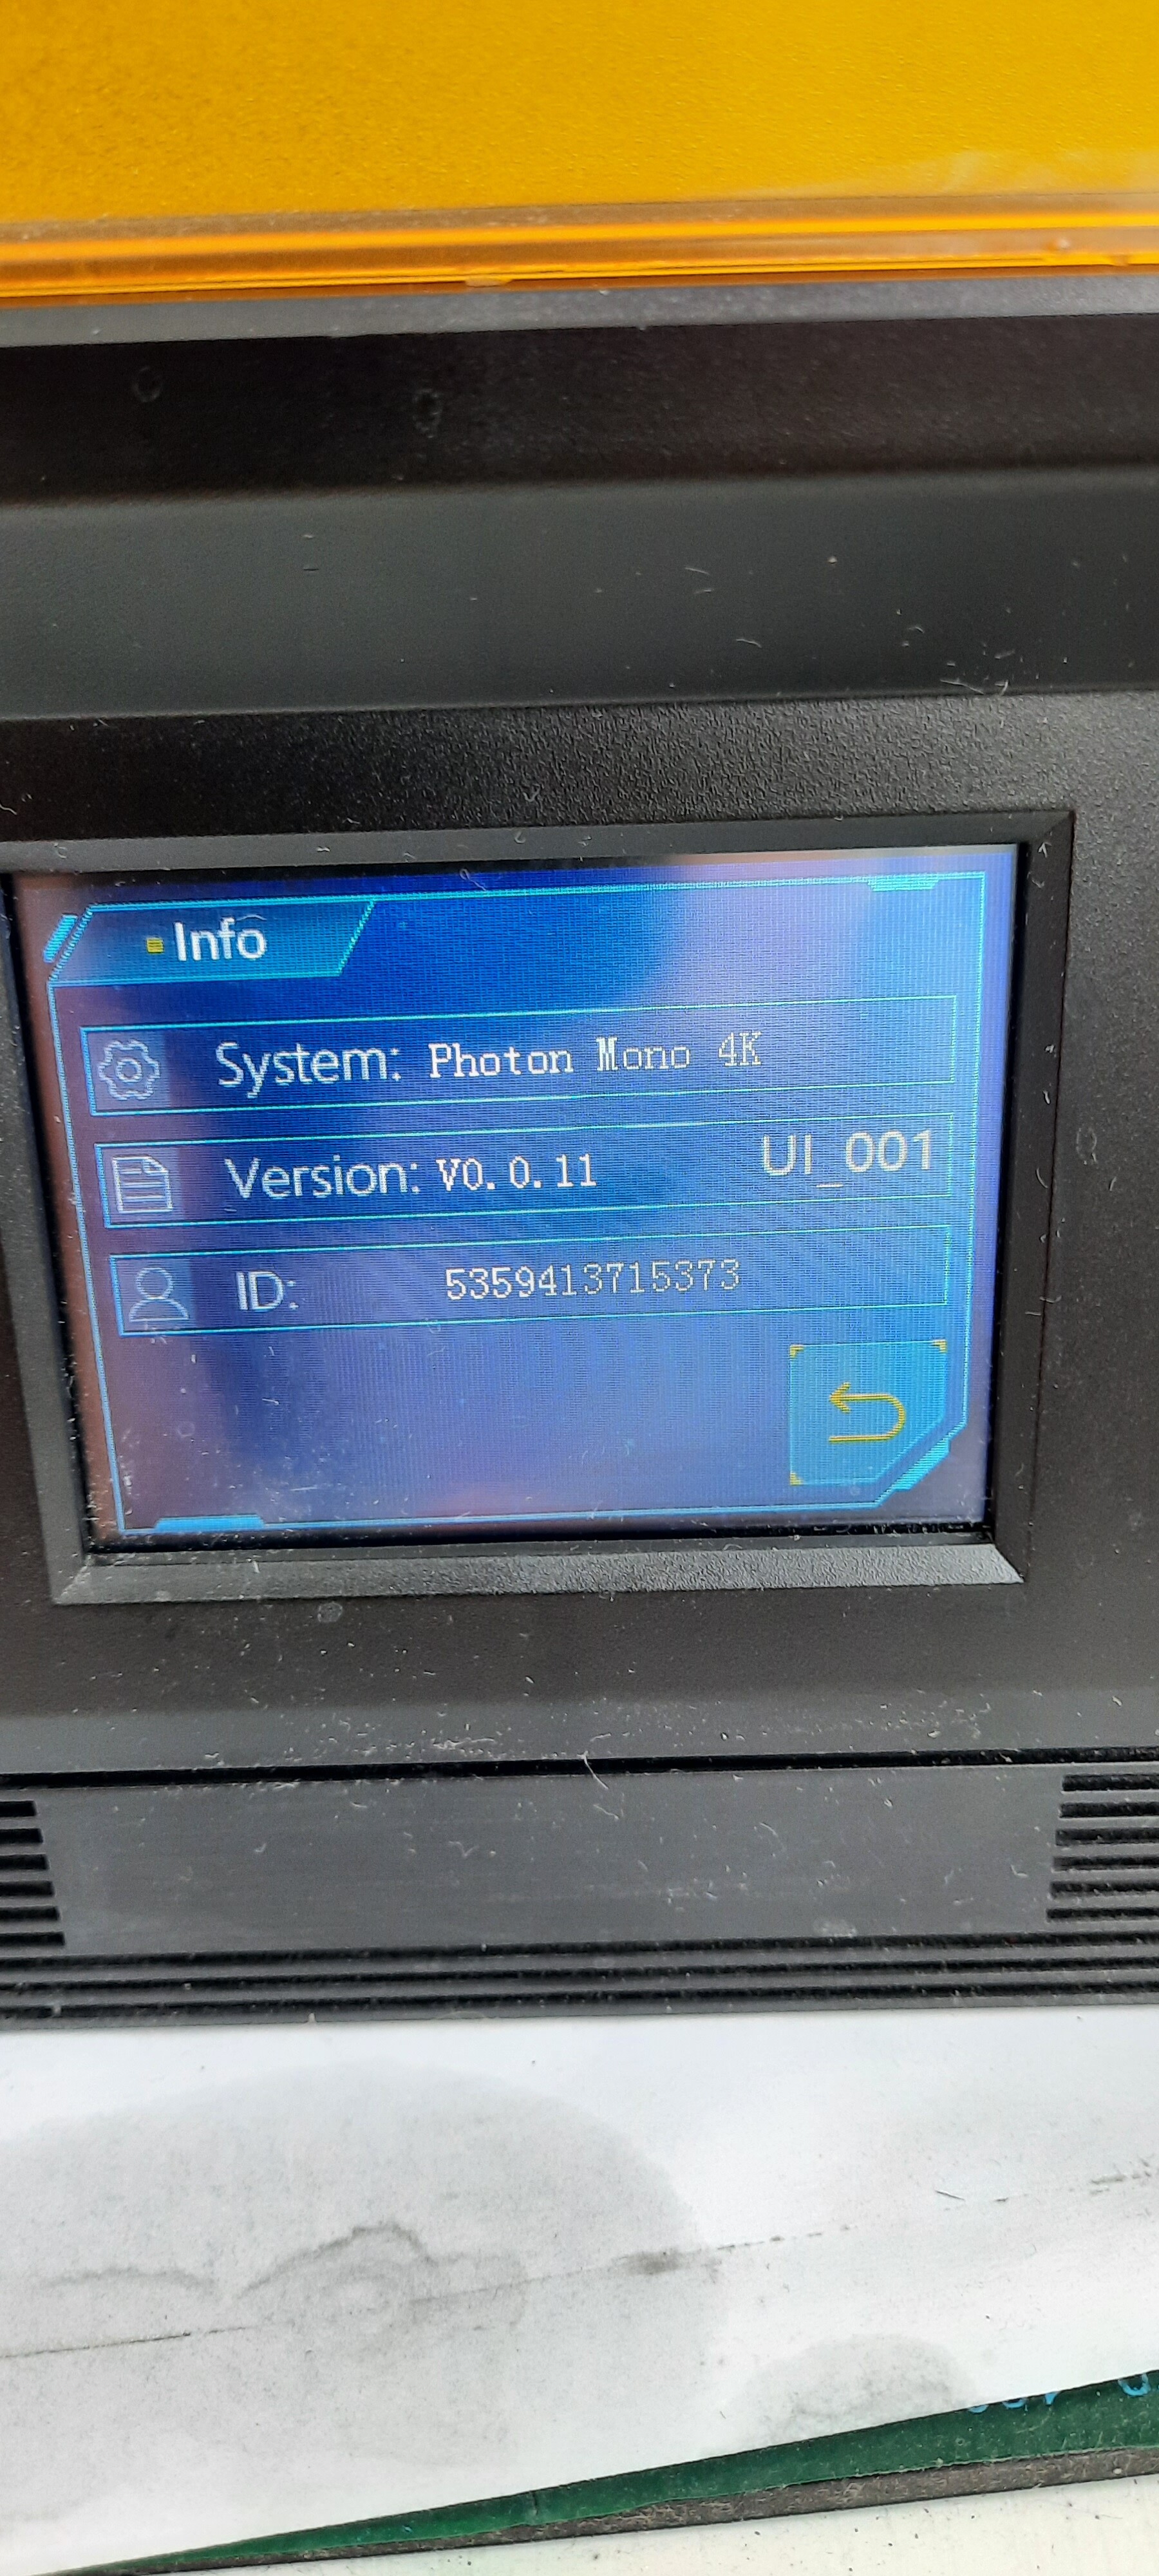 Info
System: Photon Mono 4K
Version: V0.0.11 UI_001
ID: 5359413715373